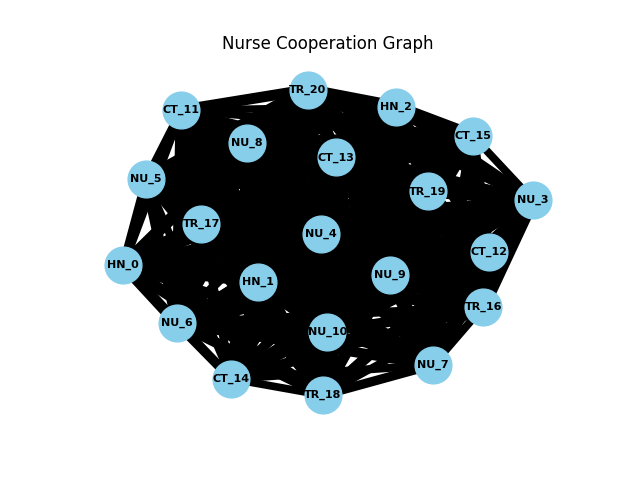 Nurse Cooperation Graph
TR_20
HN_2
CT_11
CT_15
NU_8
CT_13
NU_5
TR_19
NU_3
TR_17
NU_4
CT_12
HN_0
NU_9
HN_1
TR_16
NU_6
NU_10
NU_7
CT_14
TR_18